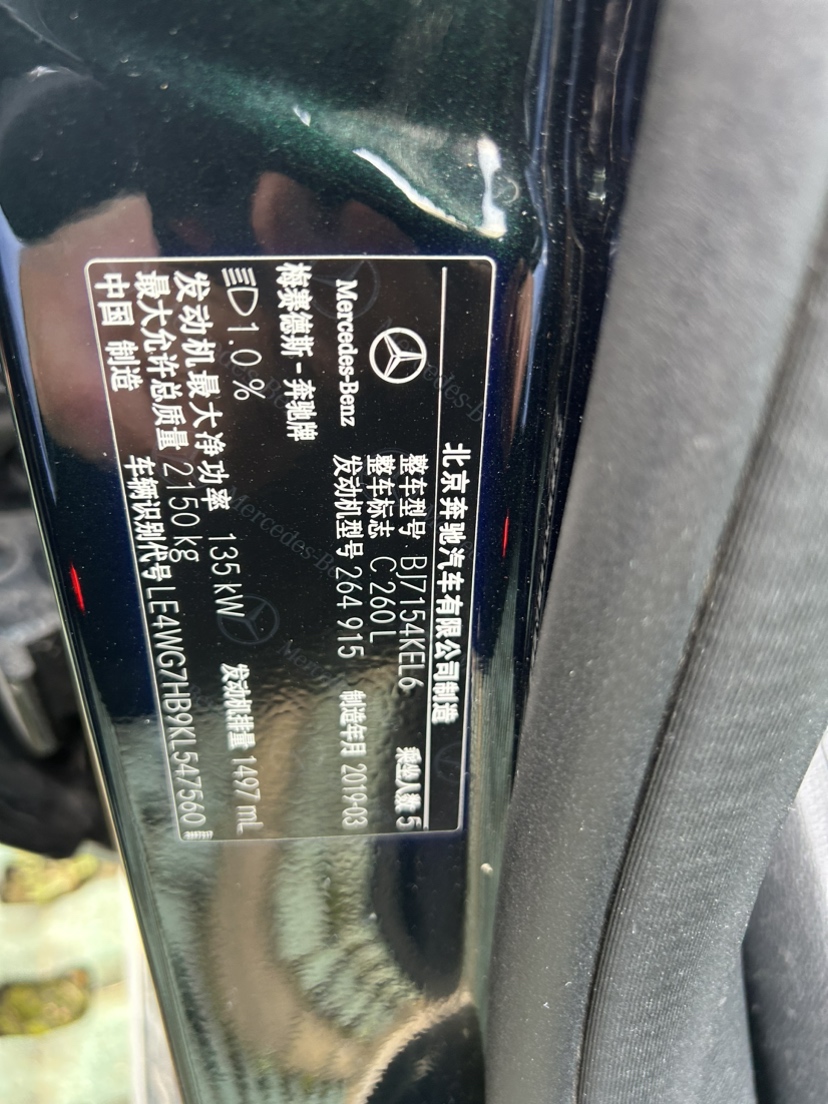 北京奔驰汽车有限公司制造
Mercedes-Benz
整车型号 BJ7154KEL6 乘坐人数 5
整车标志 C 260 L
发动机型号 264 915 制造年月 2019-03
梅赛德斯-奔驰牌
1.0 %
发动机最大净功率 135 kW 发动机排量 1497 mL
最大允许总质量 2150 kg
中国 制造 车辆识别代号 LE4WG7HB9KL547560